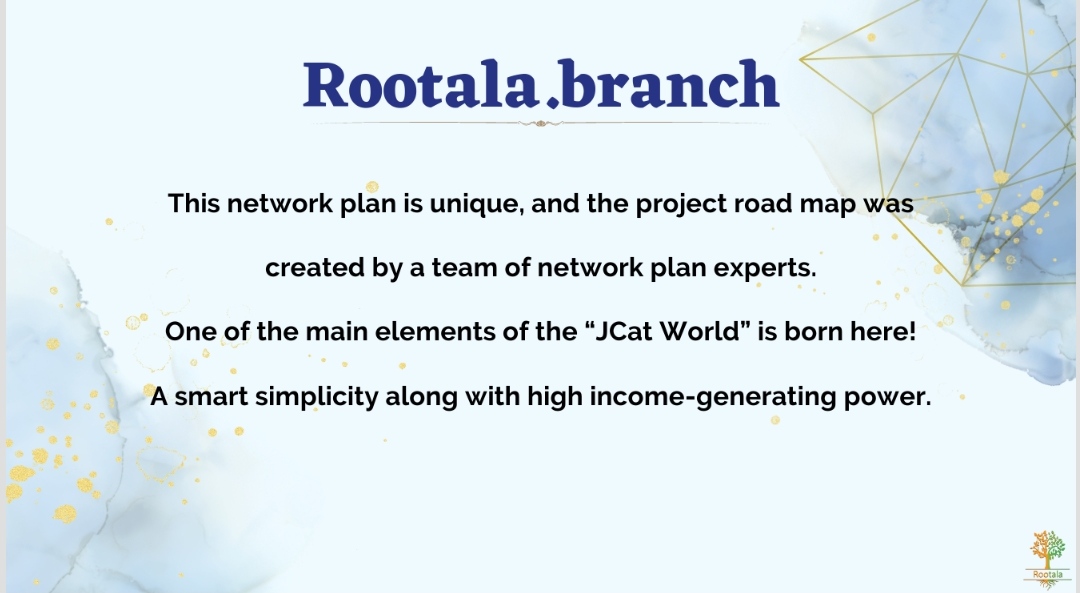 Rootala.branch
This network plan is unique, and the project road map was
created by a team of network plan experts.
One of the main elements of the “JCat World” is born here!
A smart simplicity along with high income-generating power.
Rootala